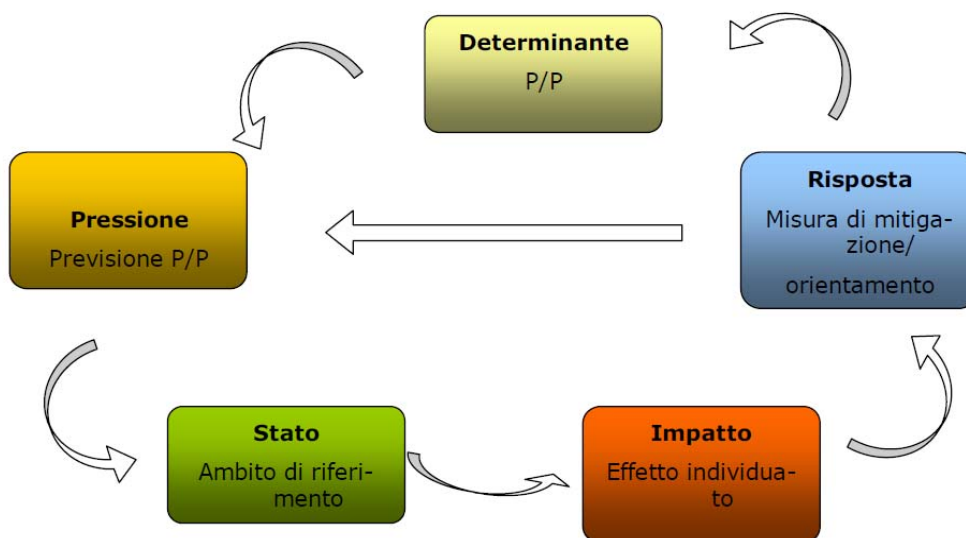 Determinante
P/P
Pressione
Previsione P/P
Risposta
Misura di mitiga-
zione/
orientamento
Stato
Ambito di riferi-
mento
Impatto
Effetto individua-
to